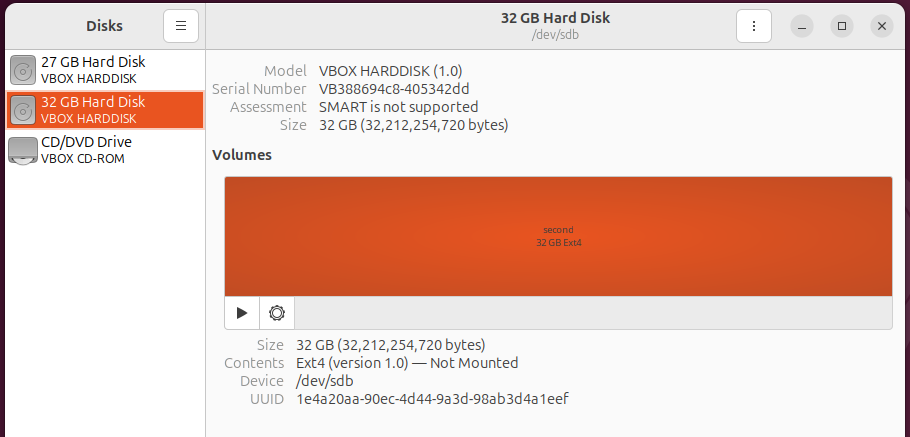 Disks
32 GB Hard Disk
/dev/sdb
27 GB Hard Disk
VBOX HARDDISK
32 GB Hard Disk
VBOX HARDDISK
CD/DVD Drive
VBOX CD-ROM
Model VBOX HARDDISK (1.0)
Serial Number VB388694c8-405342dd
Assessment SMART is not supported
Size 32 GB (32,212,254,720 bytes)
Volumes
second
32 GB Ext4
Size 32 GB (32,212,254,720 bytes)
Contents Ext4 (version 1.0) — Not Mounted
Device /dev/sdb
UUID 1e4a20aa-90ec-4d44-9a3d-98ab3d4a1eef